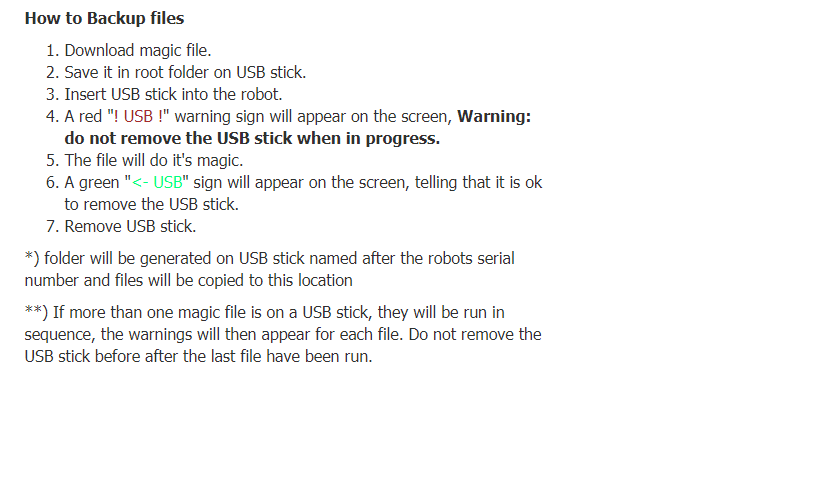 How to Backup files
1. Download magic file.
2. Save it in root folder on USB stick.
3. Insert USB stick into the robot.
4. A red "! USB !" warning sign will appear on the screen, Warning:
do not remove the USB stick when in progress.
5. The file will do it's magic.
6. A green "<- USB" sign will appear on the screen, telling that it is ok
to remove the USB stick.
7. Remove USB stick.
*) folder will be generated on USB stick named after the robots serial
number and files will be copied to this location
**) If more than one magic file is on a USB stick, they will be run in
sequence, the warnings will then appear for each file. Do not remove the
USB stick before after the last file have been run.